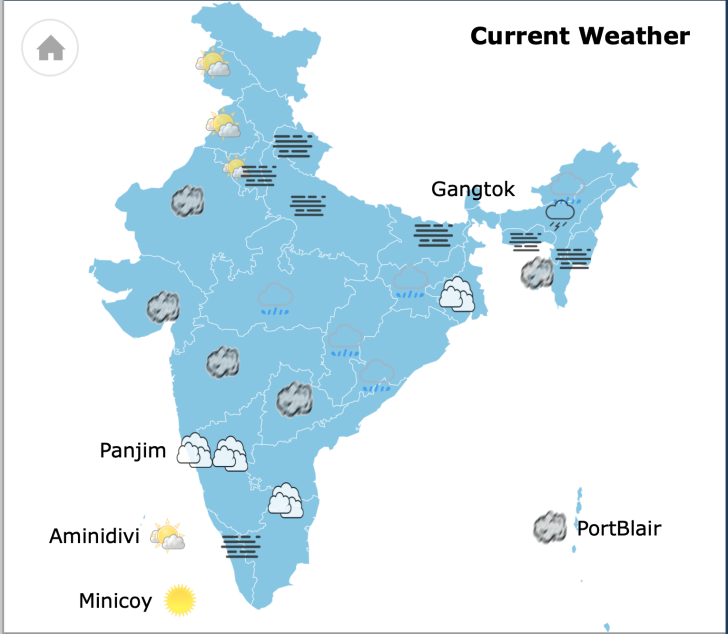 Current Weather
Gangtok
Panjim
Aminidivi
PortBlair
Minicoy